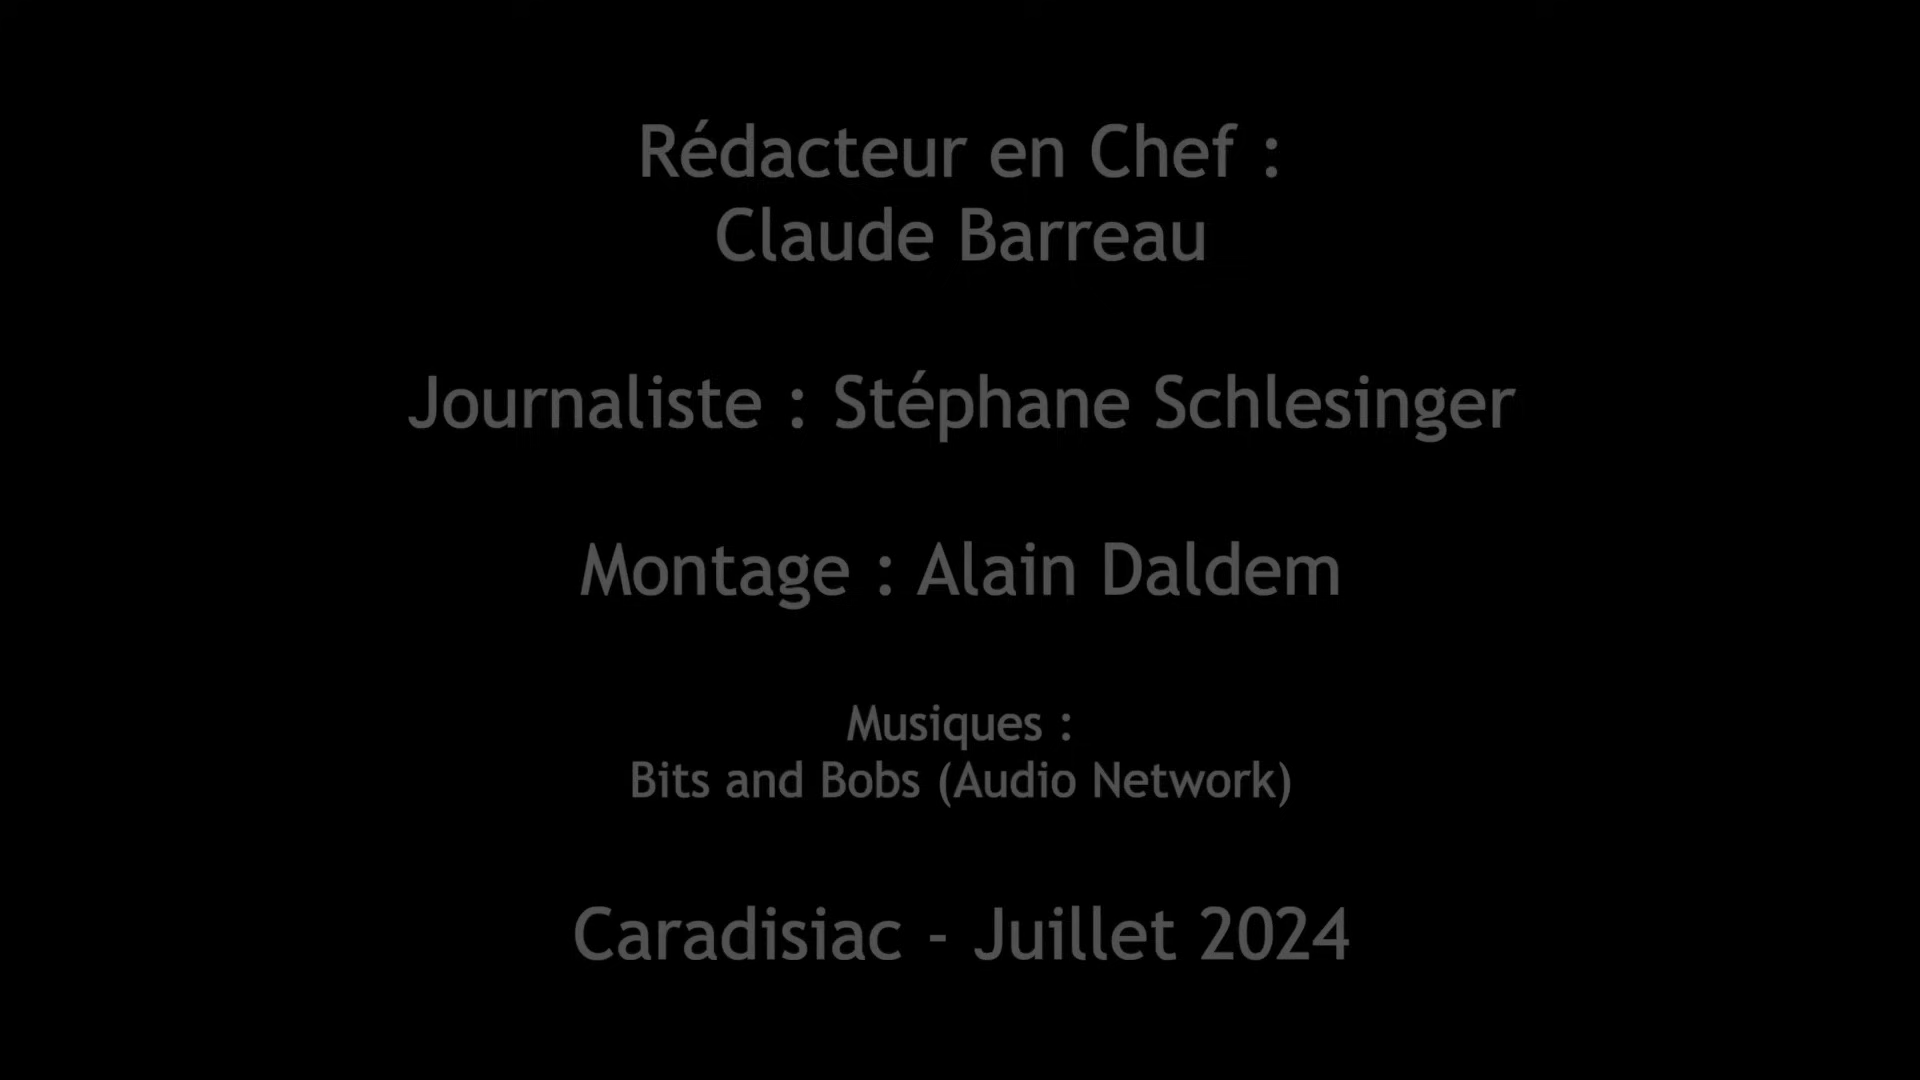 Rédacteur en Chef :
Claude Barreau
Journaliste : Stéphane Schlesinger
Montage : Alain Daldem
Musiques :
Bits and Bobs (Audio Network)
Caradisiac - Juillet 2024